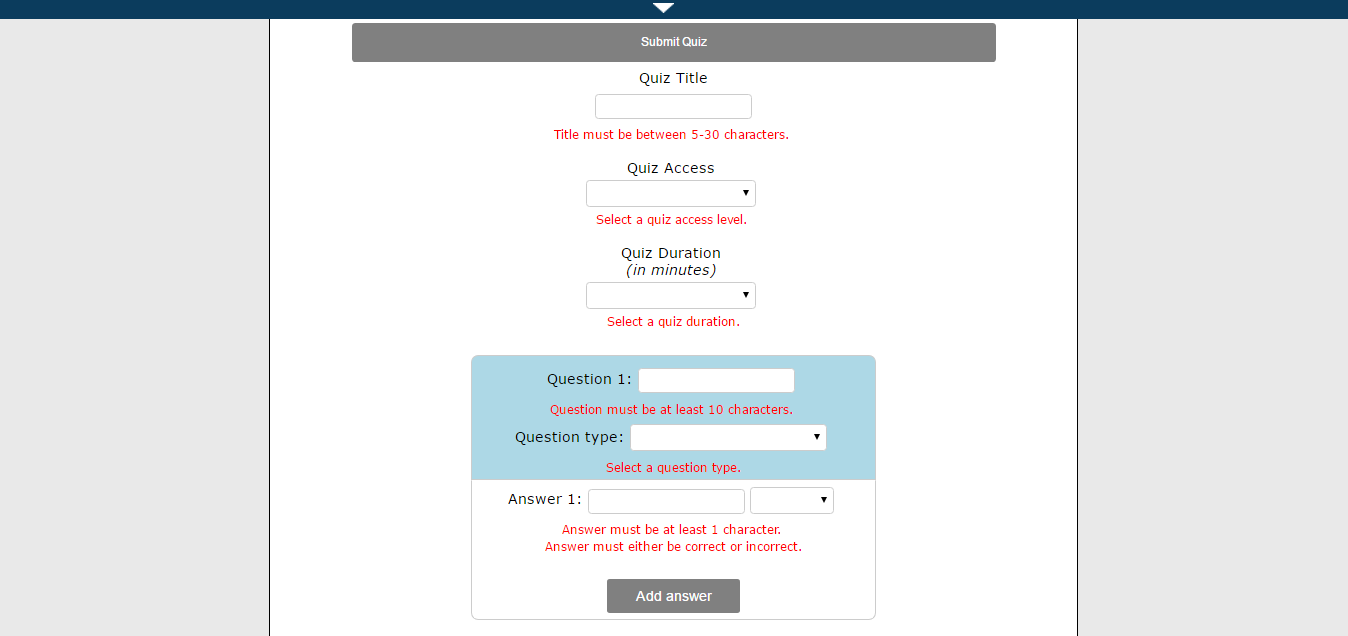 Submit Quiz
Quiz Title
Title must be between 5-30 characters.
Quiz Access
Select a quiz access level.
Quiz Duration
(in minutes)
Select a quiz duration.
Question 1:
Question must be at least 10 characters.
Question type:
Select a question type.
Answer 1:
Answer must be at least 1 character.
Answer must either be correct or incorrect.
Add answer